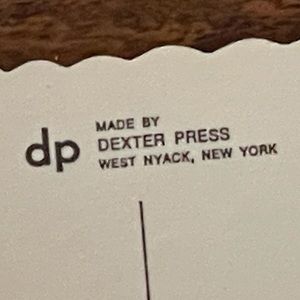 dp
MADE BY
DEXTER PRESS
WEST NYACK, NEW YORK